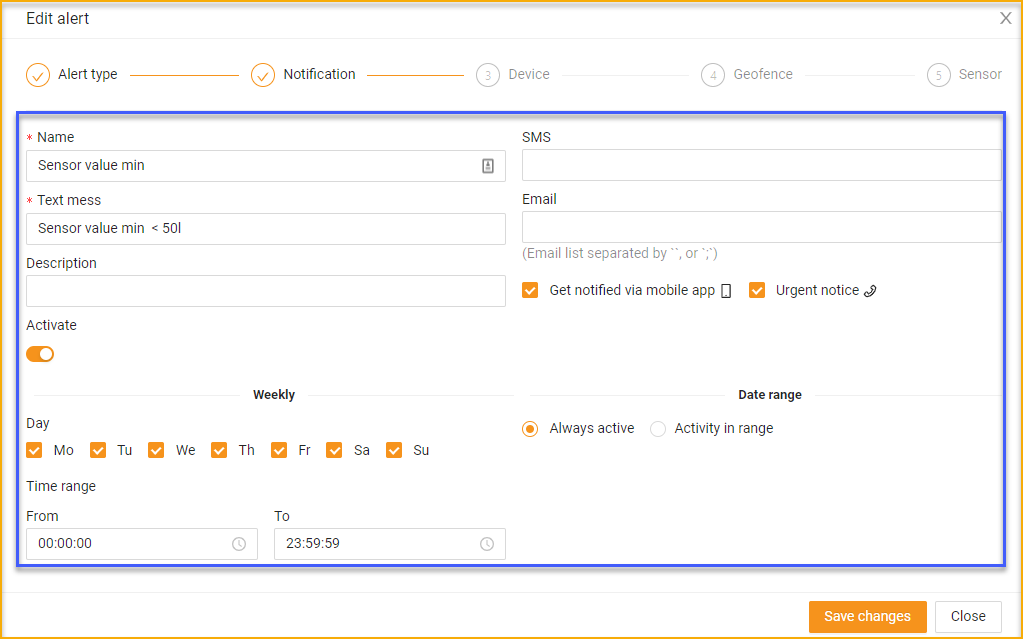 Edit alert
Alert type Notification 3 Device 4 Geofence 5 Sensor
* Name
Sensor value min
* Text mess
Sensor value min < 50l
Description
Activate
SMS
Email
(Email list separated by ``, or `;`)
Get notified via mobile app Urgent notice
Weekly
Day
Mo Tu We Th Fr Sa Su
Time range
From To
00:00:00 23:59:59
Date range
Always active Activity in range
Save changes Close